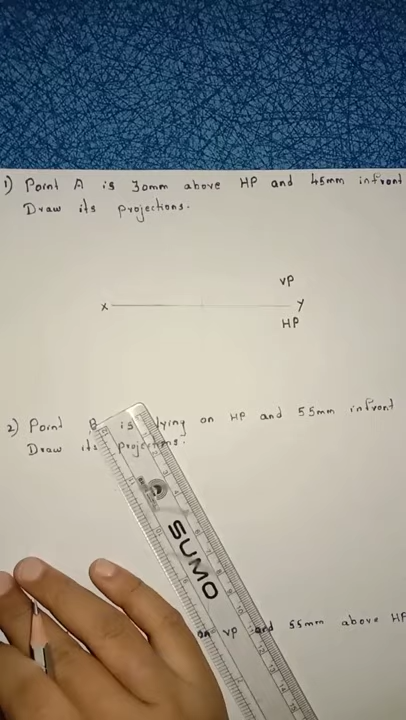 1) Point A is 30mm above HP and 45mm infront
Draw its projections.
VP
X Y
HP
2) Point B is lying on HP and 55mm infront
Draw its projections.
SUMO
on VP and 55mm above HP